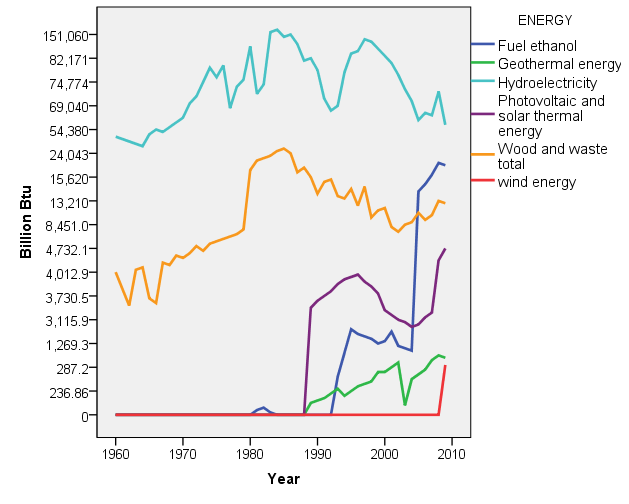 ENERGY
Fuel ethanol
Geothermal energy
Hydroelectricity
Photovoltaic and
solar thermal
energy
Wood and waste
total
wind energy
Billion Btu
151,060
82,171
74,774
69,040
54,380
24,043
15,620
13,210
8,451.0
4,732.1
4,012.9
3,730.5
3,115.9
1,269.3
287.2
236.86
0
1960 1970 1980 1990 2000 2010
Year